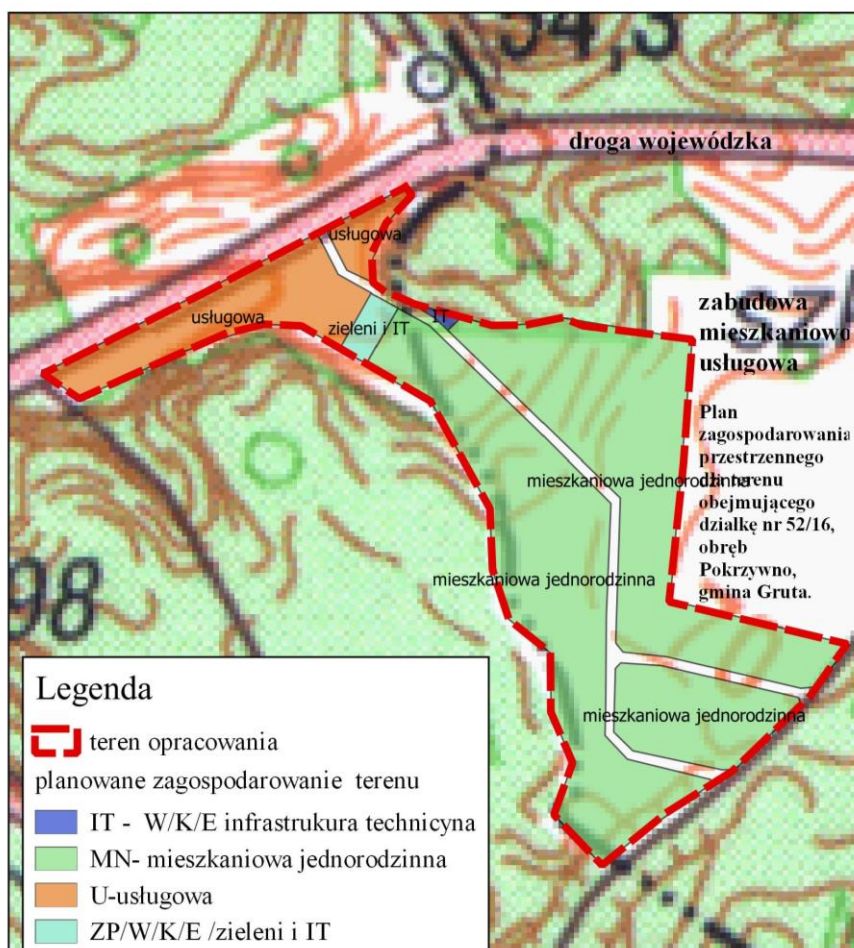 54,3
droga wojewódzka
usługowa
usługowa
zieleni i IT
IT
zabudowa
mieszkaniowo
usługowa
Plan
zagospodarowania
przestrzennego
dla terenu
obejmującego
działkę nr 52/16,
obręb
Pokrzywno,
gmina Gruta.
mieszkaniowa jednorodzinna
mieszkaniowa jednorodzinna
mieszkaniowa jednorodzinna
98
Legenda
teren opracowania
planowane zagospodarowanie terenu
IT - W/K/E infrastrukura technicyna
MN- mieszkaniowa jednorodzinna
U-usługowa
ZP/W/K/E /zieleni i IT